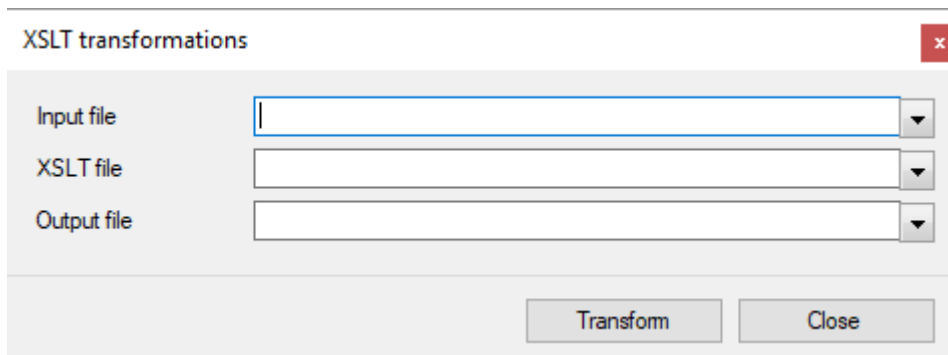 XSLT transformations
x
Input file
XSLT file
Output file
Transform Close